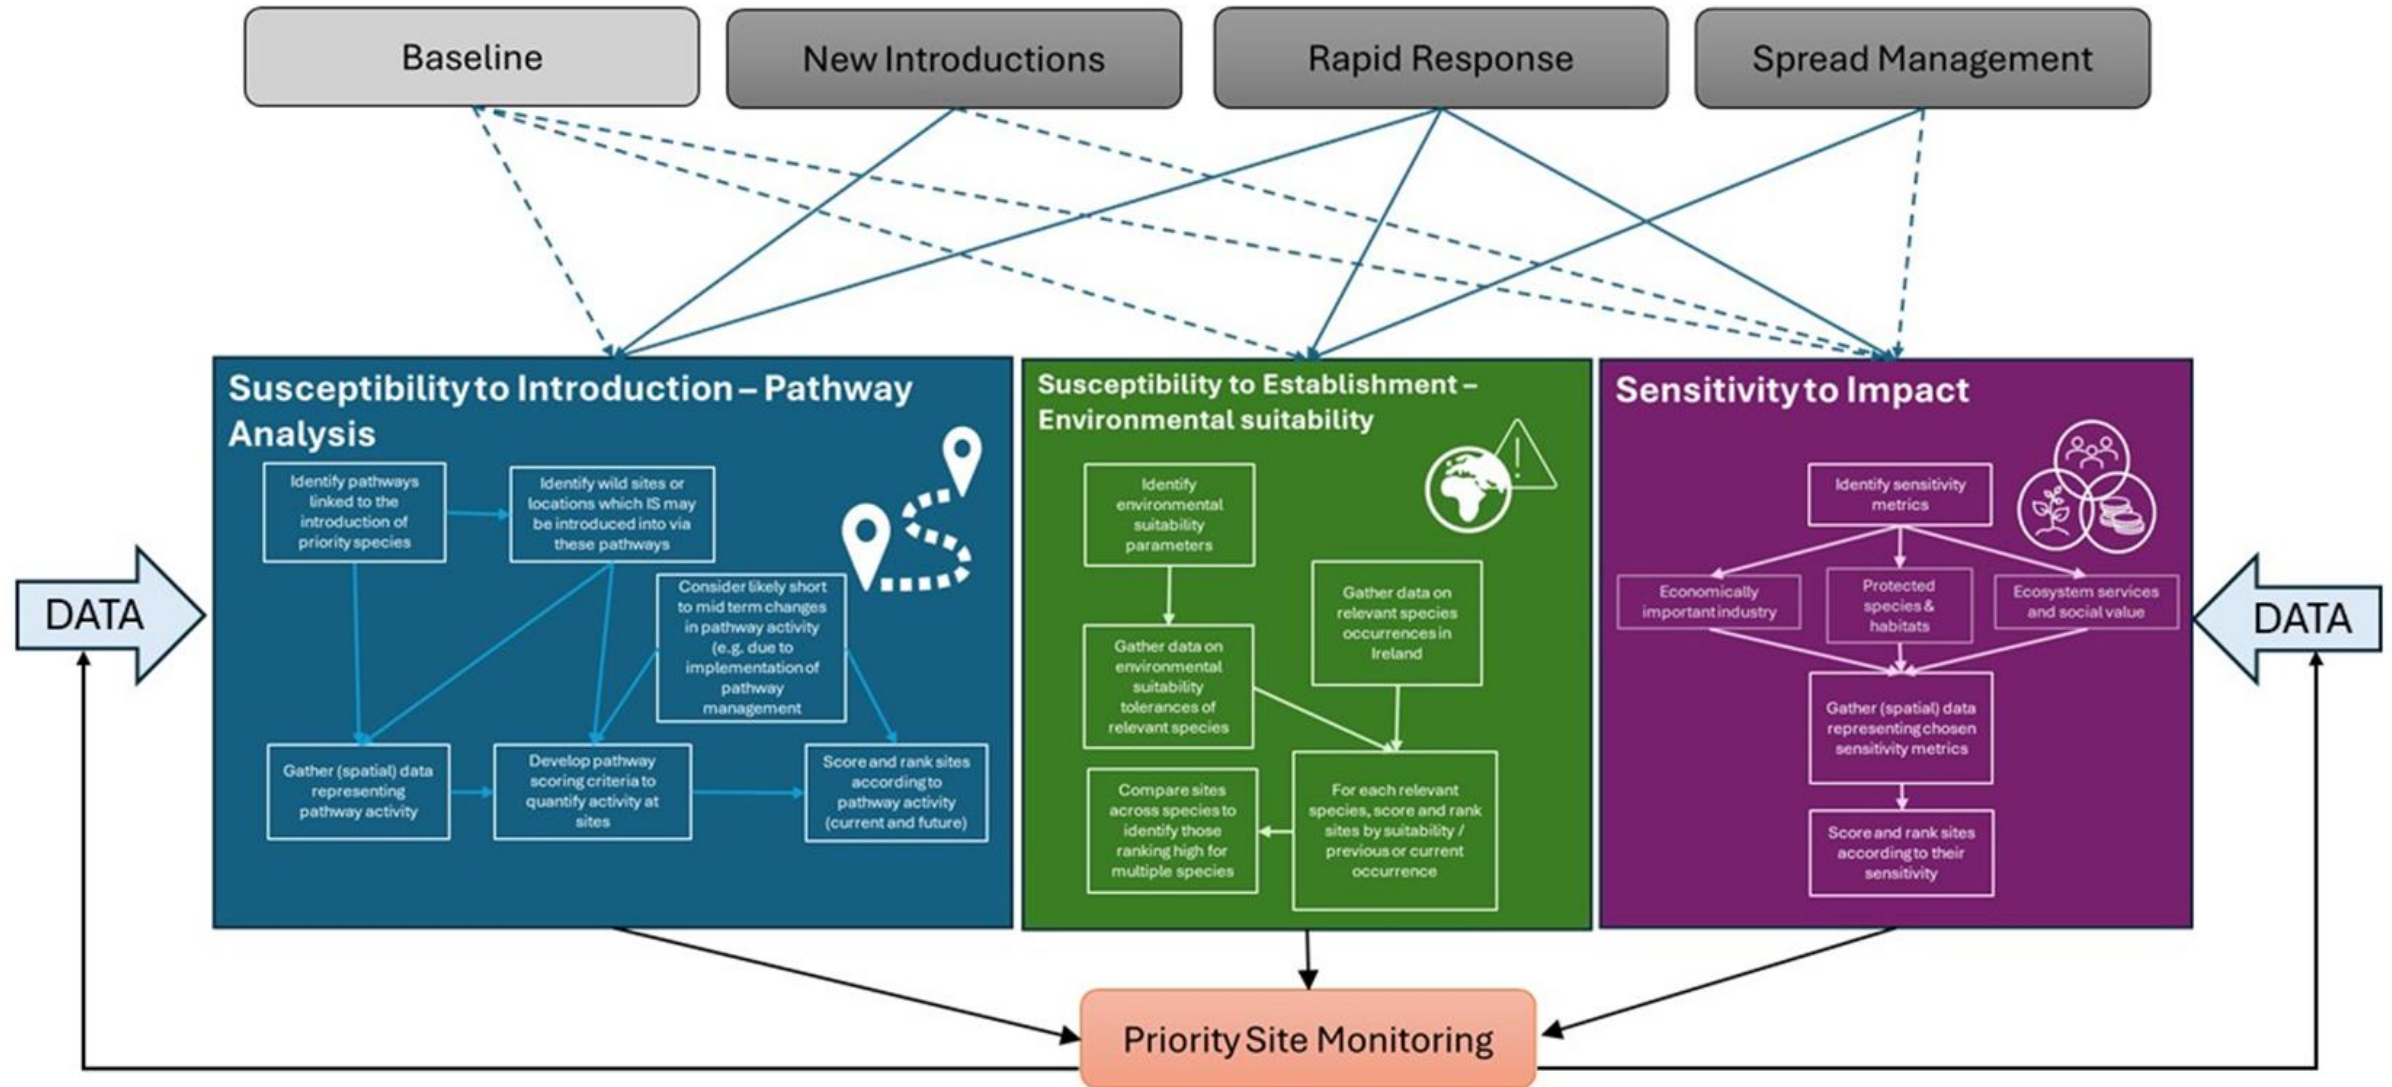 Baseline
New Introductions
Rapid Response
Spread Management
Susceptibility to Introduction – Pathway
Analysis
Identify pathways
linked to the
introduction of
priority species
Identify wild sites or
locations which IS may
be introduced into via
these pathways
Consider likely short
to mid term changes
in pathway activity
(e.g. due to
implementation of
pathway
management
Gather (spatial) data
representing
pathway activity
Develop pathway
scoring criteria to
quantify activity at
sites
Score and rank sites
according to
pathway activity
(current and future)
Susceptibility to Establishment –
Environmental suitability
Identify
environmental
suitability
parameters
Gather data on
relevant species
occurrences in
Ireland
Gather data on
environmental
suitability
tolerances of
relevant species
Compare sites
across species to
identify those
ranking high for
multiple species
For each relevant
species, score and rank
sites by suitability /
previous or current
occurrence
Sensitivity to Impact
Identify sensitivity
metrics
Economically
important industry
Protected
species &
habitats
Ecosystem services
and social value
Gather (spatial) data
representing chosen
sensitivity metrics
Score and rank sites
according to their
sensitivity
DATA
DATA
Priority Site Monitoring